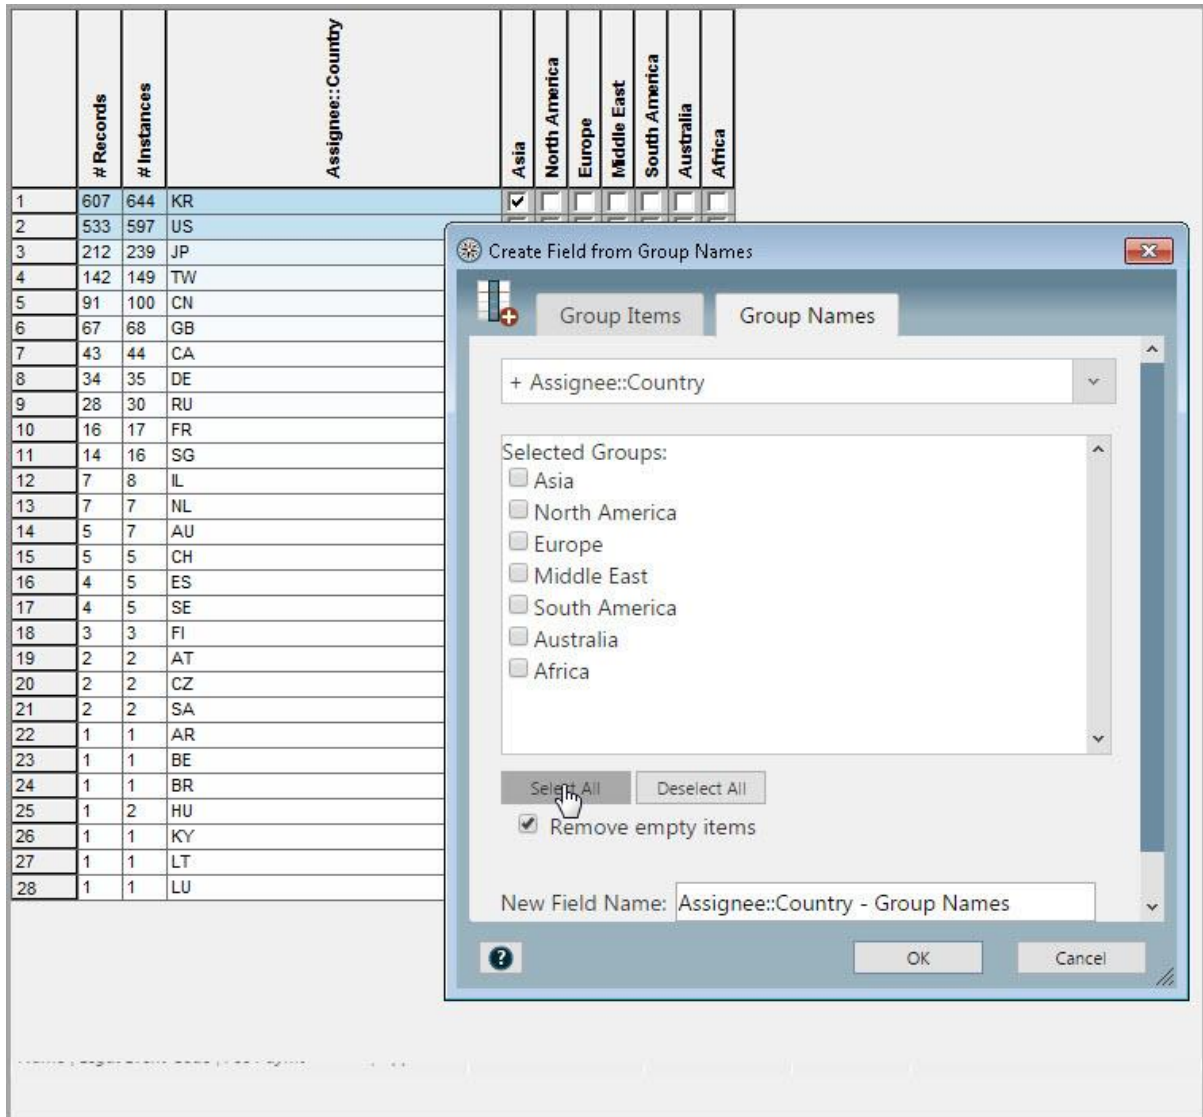 # Records # Instances Assignee::Country Asia North America Europe Middle East South America Australia Africa
1 607 644 KR
2 533 597 US
3 212 239 JP
4 142 149 TW
5 91 100 CN
6 67 68 GB
7 43 44 CA
8 34 35 DE
9 28 30 RU
10 16 17 FR
11 14 16 SG
12 7 8 IL
13 7 7 NL
14 5 7 AU
15 5 5 CH
16 4 5 ES
17 4 5 SE
18 3 3 FI
19 2 2 AT
20 2 2 CZ
21 2 2 SA
22 1 1 AR
23 1 1 BE
24 1 1 BR
25 1 2 HU
26 1 1 KY
27 1 1 LT
28 1 1 LU
Create Field from Group Names
Group Items Group Names
+ Assignee::Country
Selected Groups:
Asia
North America
Europe
Middle East
South America
Australia
Africa
Select All Deselect All
Remove empty items
New Field Name: Assignee::Country - Group Names
? OK Cancel